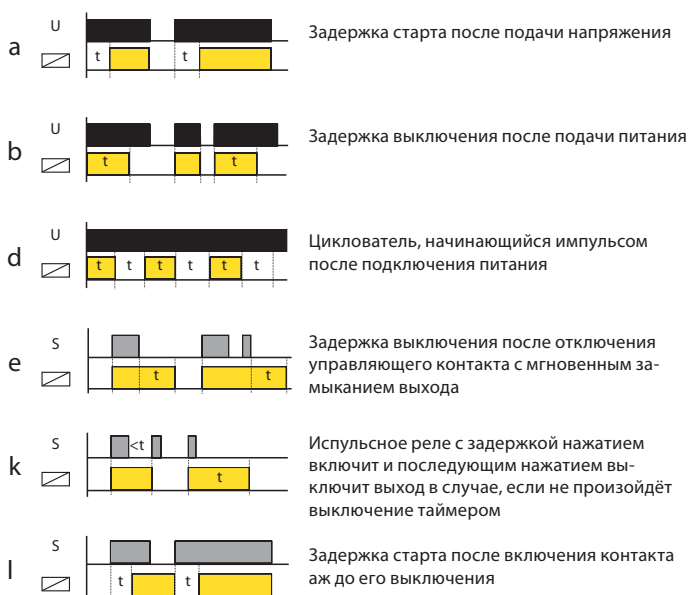 U
Задержка старта после подачи напряжения
a
t t
U
Задержка выключения после подачи питания
b
t t
U
Циклователь, начинающийся импульсом
d
t t t t t t
после подключения питания
S
Задержка выключения после отключения
e
управляющего контакта с мгновенным за-
t t
мыканием выхода
S
<t
Испульсное реле с задержкой нажатием
k
включит и последующим нажатием вы-
t
ключит выход в случае, если не произойдёт
выключение таймером
S
Задержка старта после включения контакта
l
t t
аж до его выключения